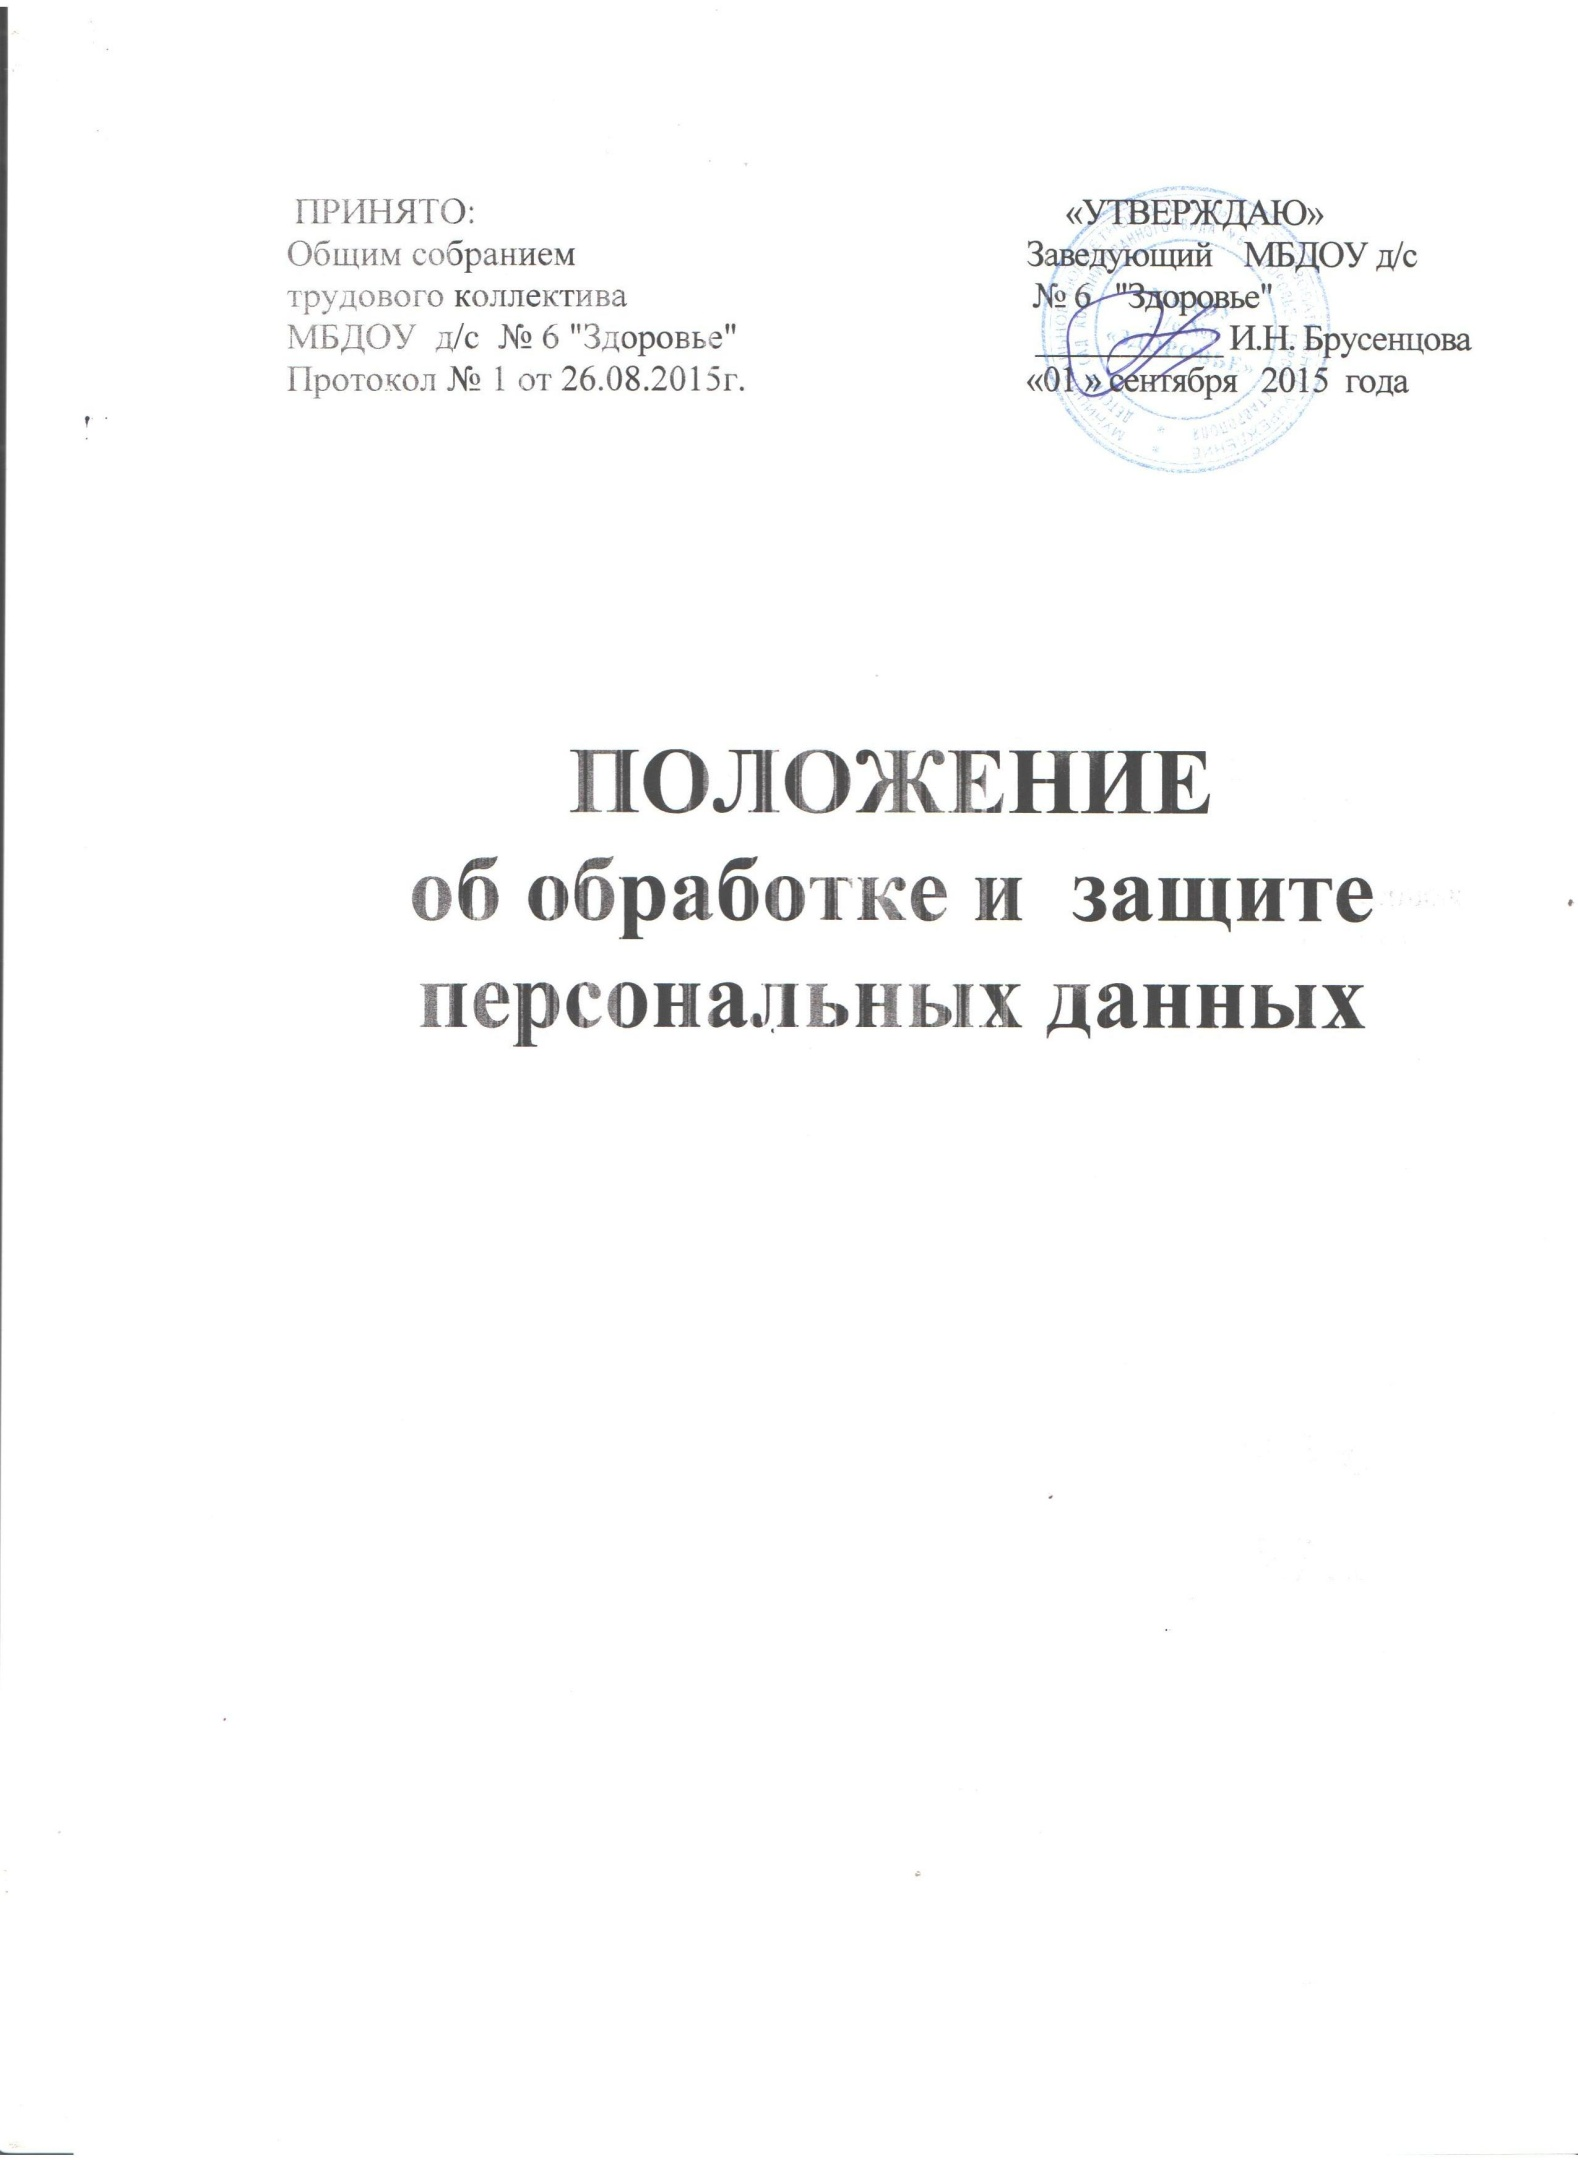 ПРИНЯТО:
Общим собранием
трудового коллектива
МБДОУ д/с № 6 "Здоровье"
Протокол № 1 от 26.08.2015г.
«УТВЕРЖДАЮ»
Заведующий МБДОУ д/с
№ 6 "Здоровье"
____________ И.Н. Брусенцова
«01 » сентября 2015 года
ПОЛОЖЕНИЕ
об обработке и защите
персональных данных